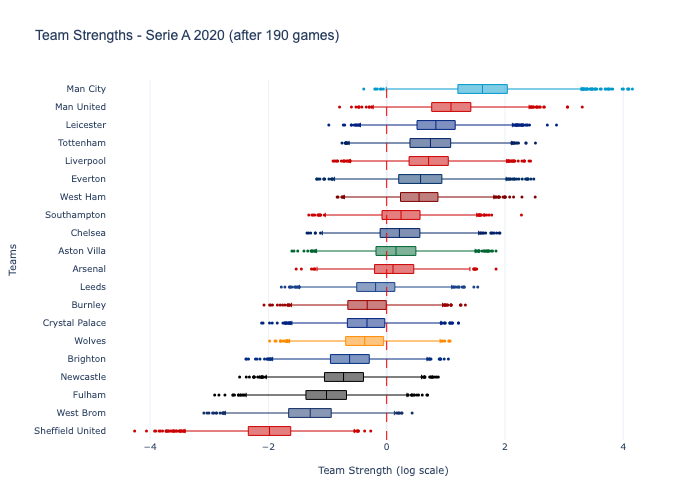 Team Strengths - Serie A 2020 (after 190 games)
Man City
Man United
Leicester
Tottenham
Liverpool
Everton
West Ham
Southampton
Chelsea
Aston Villa
Arsenal
Leeds
Burnley
Crystal Palace
Wolves
Brighton
Newcastle
Fulham
West Brom
Sheffield United
Teams
−4 −2 0 2 4
Team Strength (log scale)